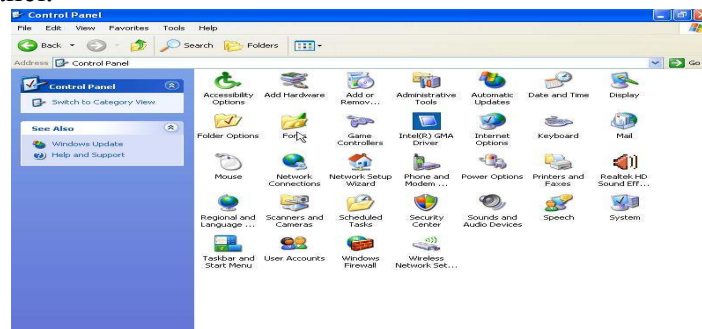 Control Panel
File Edit View Favorites Tools Help
Back Search Folders
Address Control Panel Go
Control Panel
Switch to Category View
See Also
Windows Update
Help and Support
Accessibility Options
Add Hardware
Add or Remov...
Administrative Tools
Automatic Updates
Date and Time
Display
Folder Options
Fonts
Game Controllers
Intel(R) GMA Driver
Internet Options
Keyboard
Mail
Mouse
Network Connections
Network Setup Wizard
Phone and Modem ...
Power Options
Printers and Faxes
Realtek HD Sound Eff...
Regional and Language ...
Scanners and Cameras
Scheduled Tasks
Security Center
Sounds and Audio Devices
Speech
System
Taskbar and Start Menu
User Accounts
Windows Firewall
Wireless Network Set...